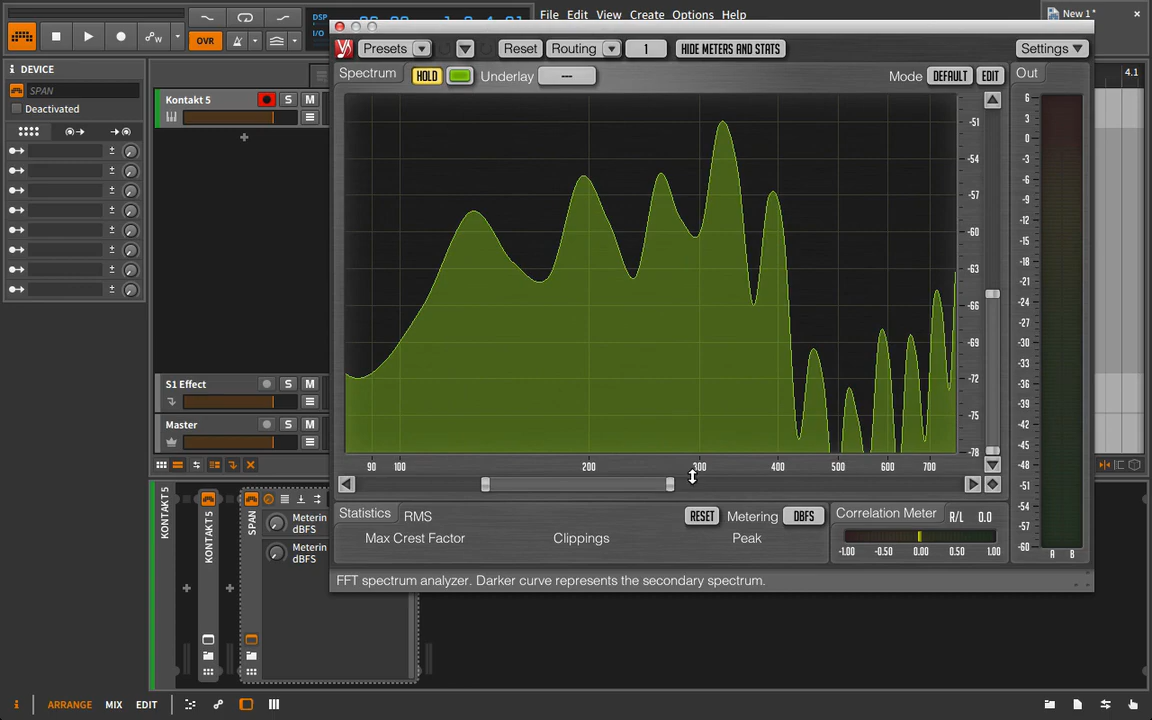 DSP
I/O
File Edit View Create Options Help
New 1 *
OVR
Presets
Reset
Routing
1
HIDE METERS AND STATS
Settings
DEVICE
SPAN
Deactivated
Spectrum
HOLD
Underlay
---
Mode
DEFAULT
EDIT
Out
4.1
Kontakt 5
S
M
-51
-54
-57
-60
-63
-66
-69
-72
-75
-78
6
3
0
-3
-6
-9
-12
-15
-18
-21
-24
-27
-30
-33
-36
-39
-42
-45
-48
-51
-54
-57
-60
A B
90 100 200 300 400 500 600 700
S1 Effect
S
M
Master
S
M
Statistics
RMS
RESET
Metering
DBFS
Correlation Meter
R/L 0.0
Max Crest Factor
Clippings
Peak
-1.00 -0.50 0.00 0.50 1.00
FFT spectrum analyzer. Darker curve represents the secondary spectrum.
KONTAKT 5
KONTAKT 5
SPAN
Meterin
dBFS
Meterin
dBFS
i
ARRANGE
MIX
EDIT